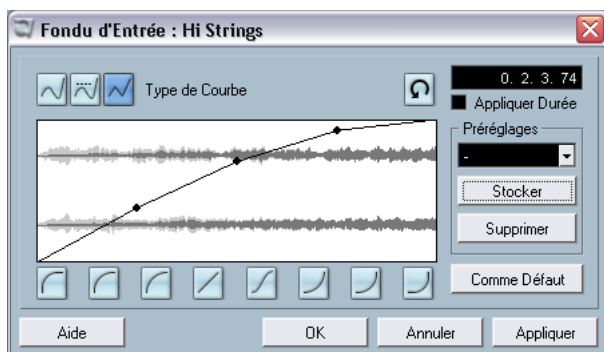 Fondu d'Entrée : Hi Strings
Type de Courbe
0. 2. 3. 74
Appliquer Durée
Préréglages
-
Stocker
Supprimer
Comme Défaut
Aide
OK
Annuler
Appliquer